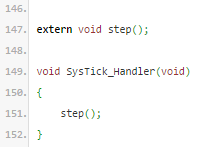 146.
147. extern void step();
148.
149. void SysTick_Handler(void)
150. {
151.     step();
152. }